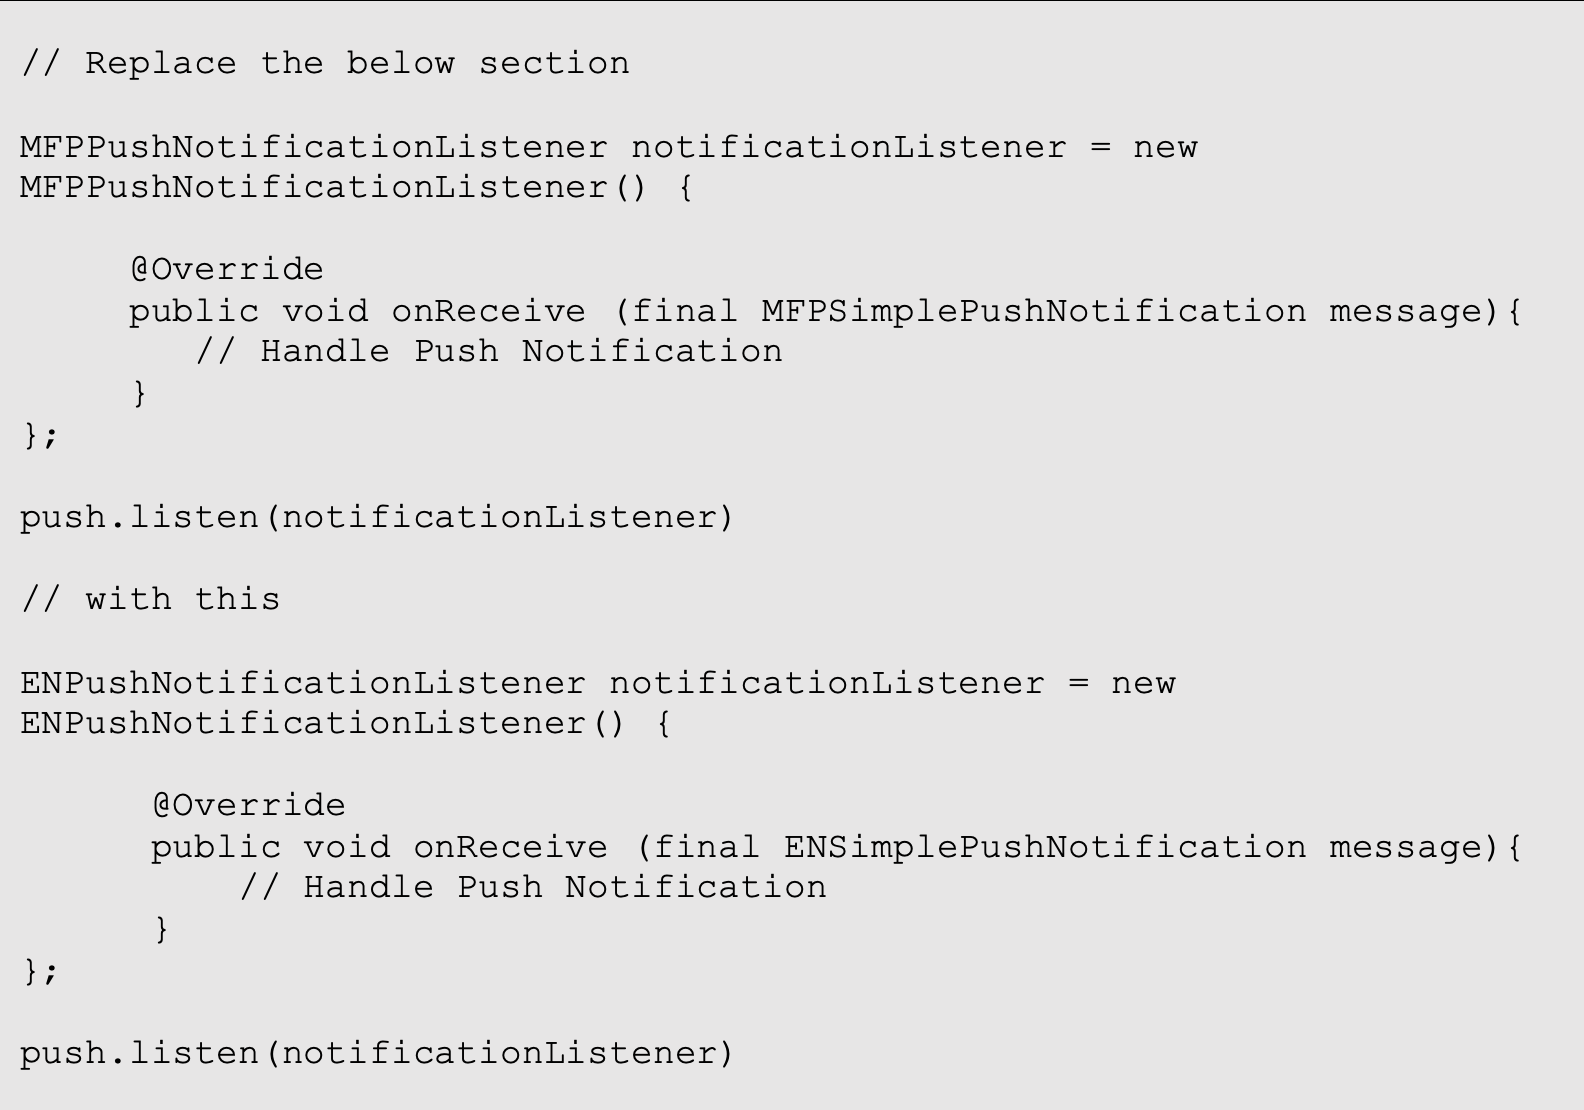 // Replace the below section
MFPPushNotificationListener notificationListener = new
MFPPushNotificationListener() {
@Override
public void onReceive (final MFPSimplePushNotification message){
// Handle Push Notification
}
};
push.listen(notificationListener)
// with this
ENPushNotificationListener notificationListener = new
ENPushNotificationListener() {
@Override
public void onReceive (final ENSimplePushNotification message){
// Handle Push Notification
}
};
push.listen(notificationListener)